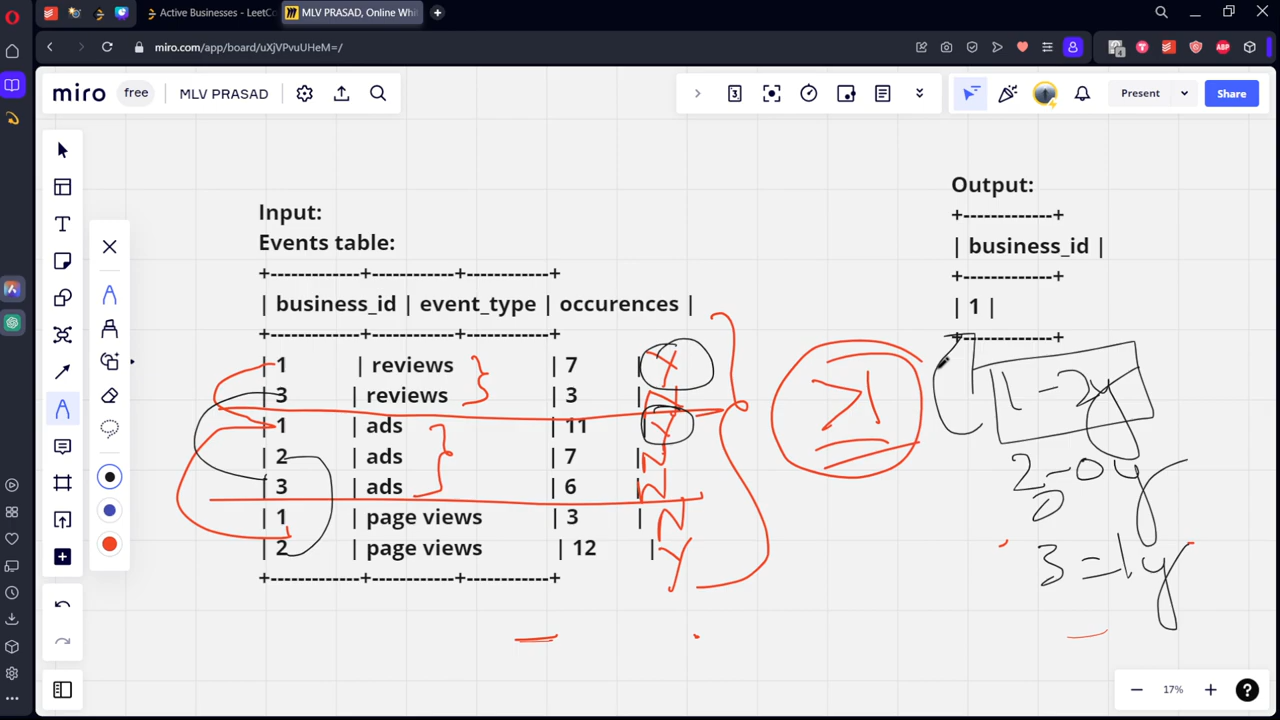 Active Businesses - LeetCo
MLV PRASAD, Online Whit
miro.com/app/board/uXjVPvuUHeM=/
miro
free
MLV PRASAD
Present
Share
Input:
Events table:
+-------------+------------+------------+
| business_id | event_type | occurences |
+-------------+------------+------------+
| 1 | reviews | 7 | Y
| 3 | reviews | 3 | N
| 1 | ads | 11 | Y
| 2 | ads | 7 | N
| 3 | ads | 6 | N
| 1 | page views | 3 | N
| 2 | page views | 12 | Y
+-------------+------------+------------+
>1
Output:
+-------------+
| business_id |
+-------------+
| 1 |
+-------------+
1 - 2y
2 - 0y
0
3 = 1y
17%